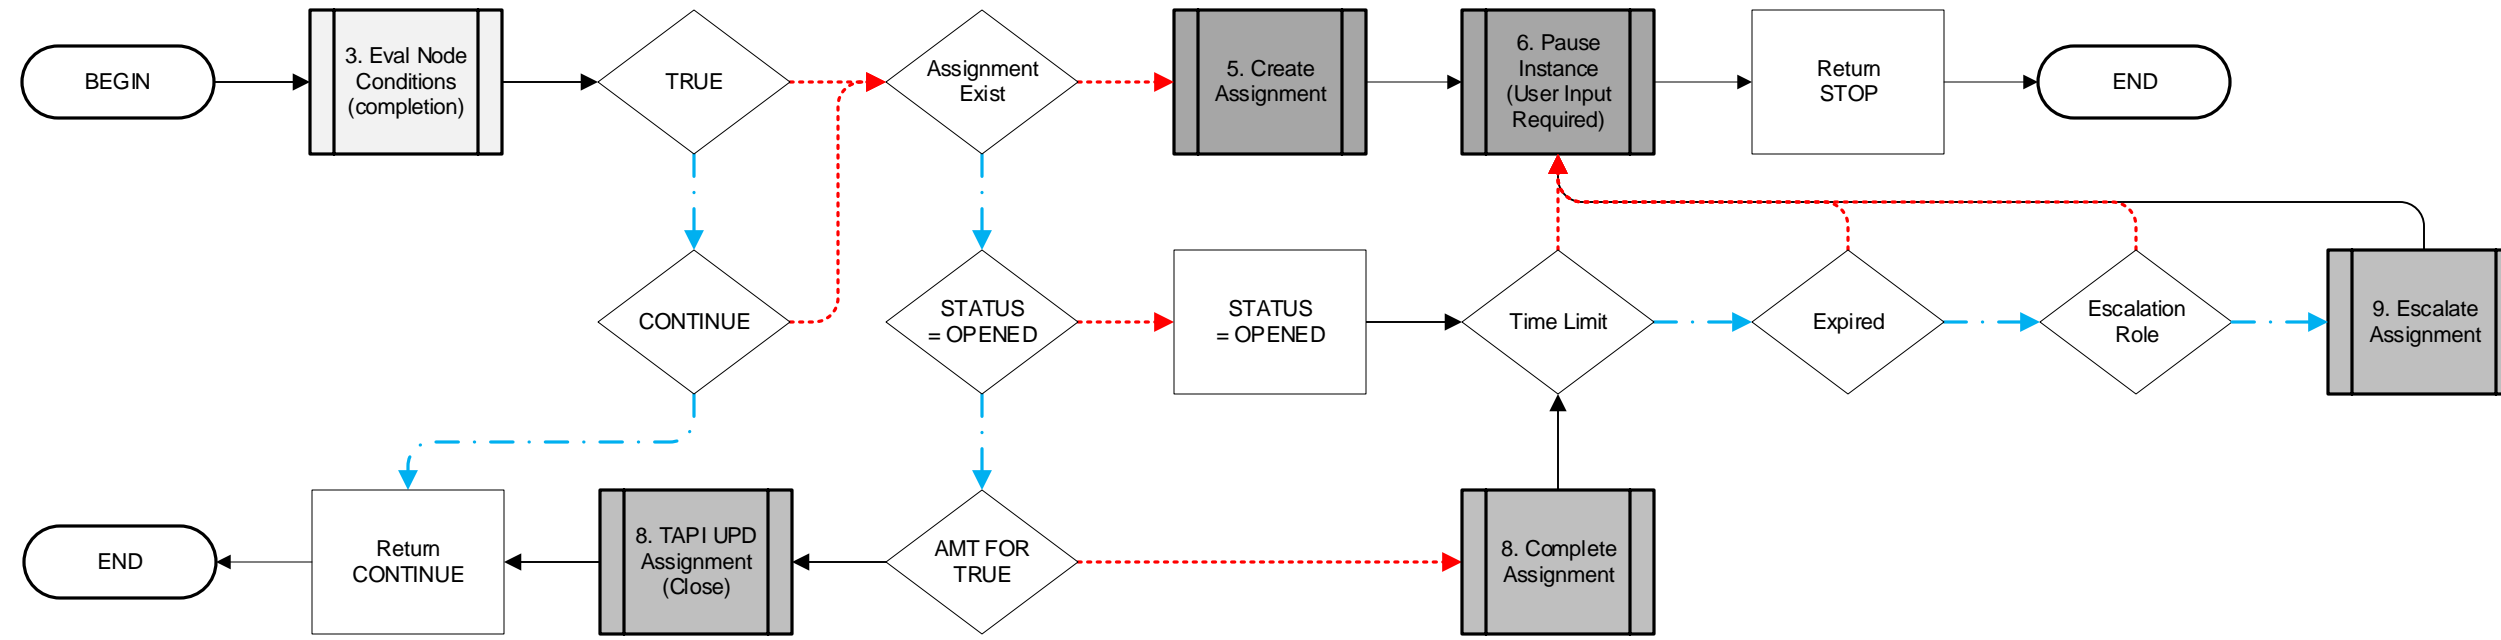 BEGIN
3. Eval Node
Conditions
(completion)
TRUE
Assignment
Exist
5. Create
Assignment
6. Pause
Instance
(User Input
Required)
Return
STOP
END
CONTINUE
STATUS
= OPENED
STATUS
= OPENED
Time Limit
Expired
Escalation
Role
9. Escalate
Assignment
END
Return
CONTINUE
8. TAPI UPD
Assignment
(Close)
AMT FOR
TRUE
8. Complete
Assignment